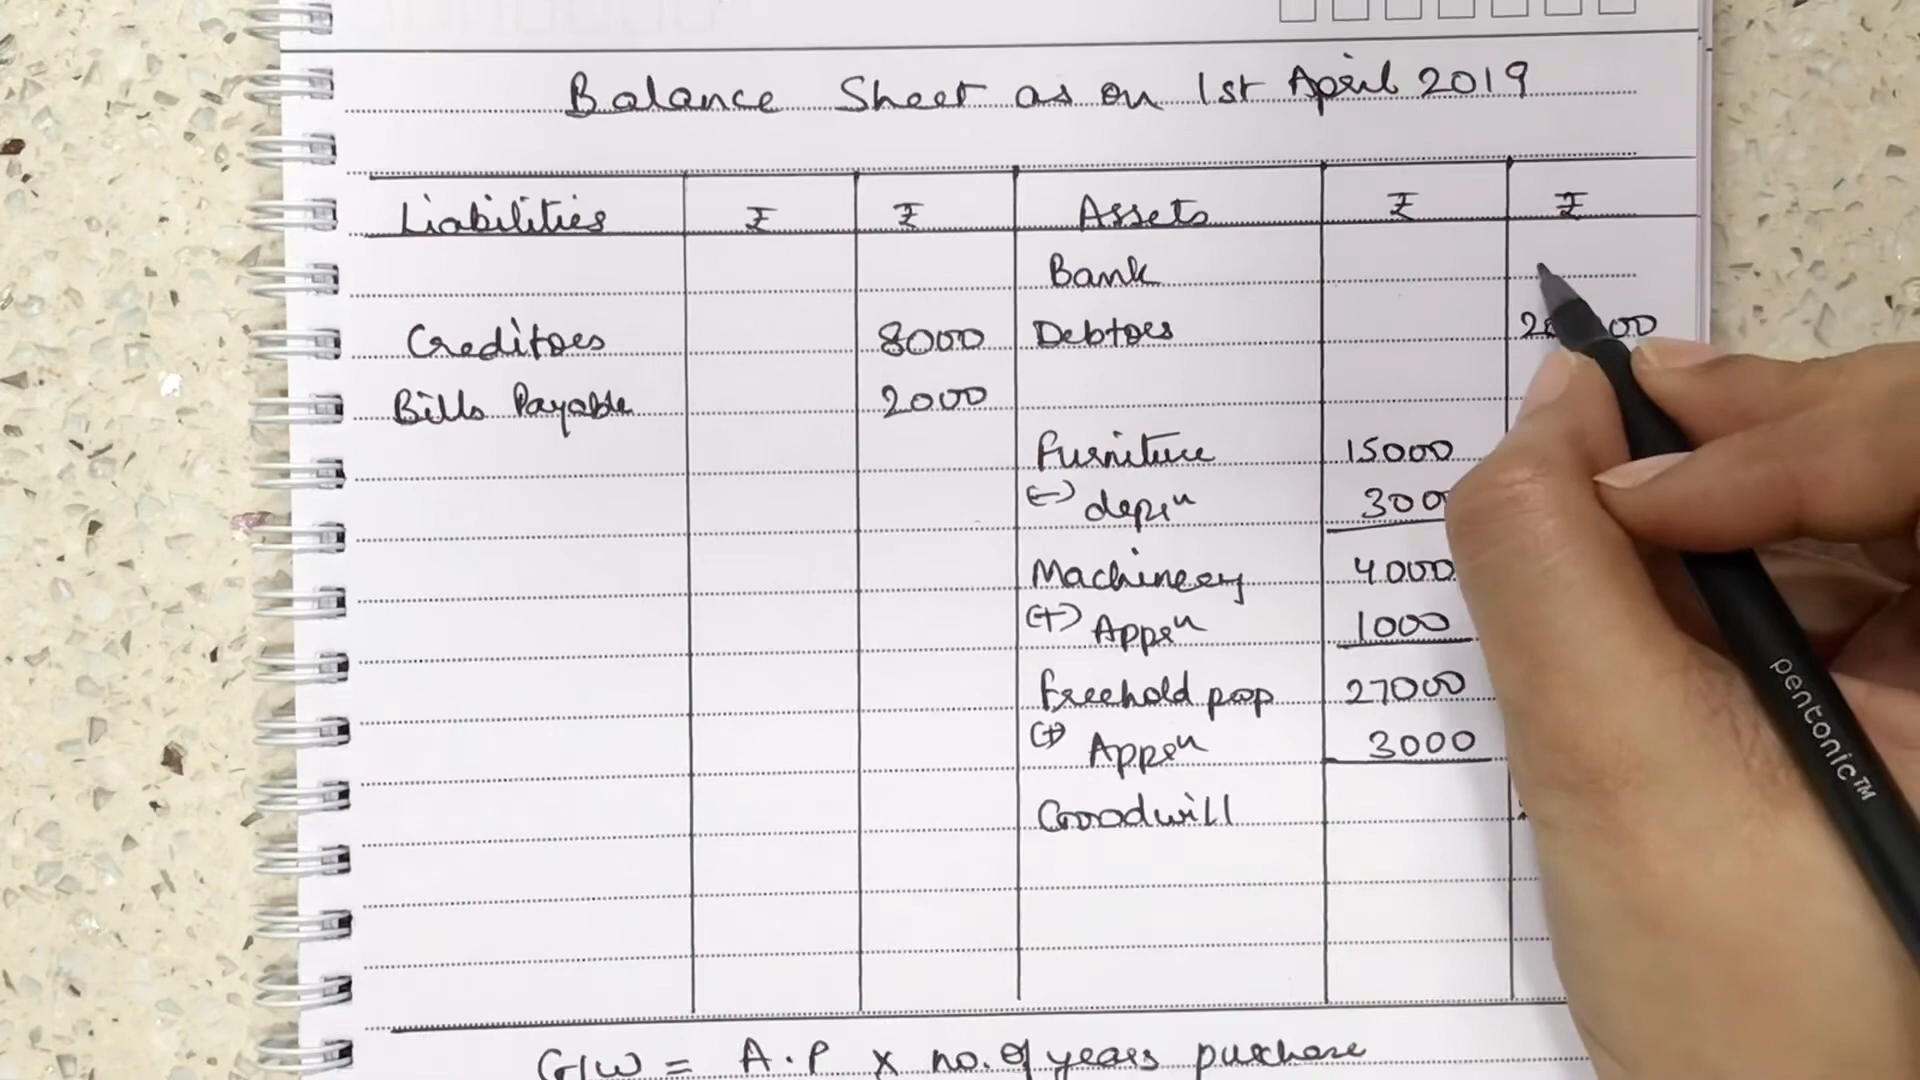 Balance Sheet as on 1st April 2019
Liabilities ₹ ₹ Assets ₹ ₹
Bank
Creditors 8000 Debtors
Bills Payable 2000
Furniture 15000
(-) depr^n
Machinery 4000
(+) Appr^n 1000
freehold prop 27000
(+) Appr^n 3000
Goodwill
G/W = A.P x no. of years purchase
pentonic™